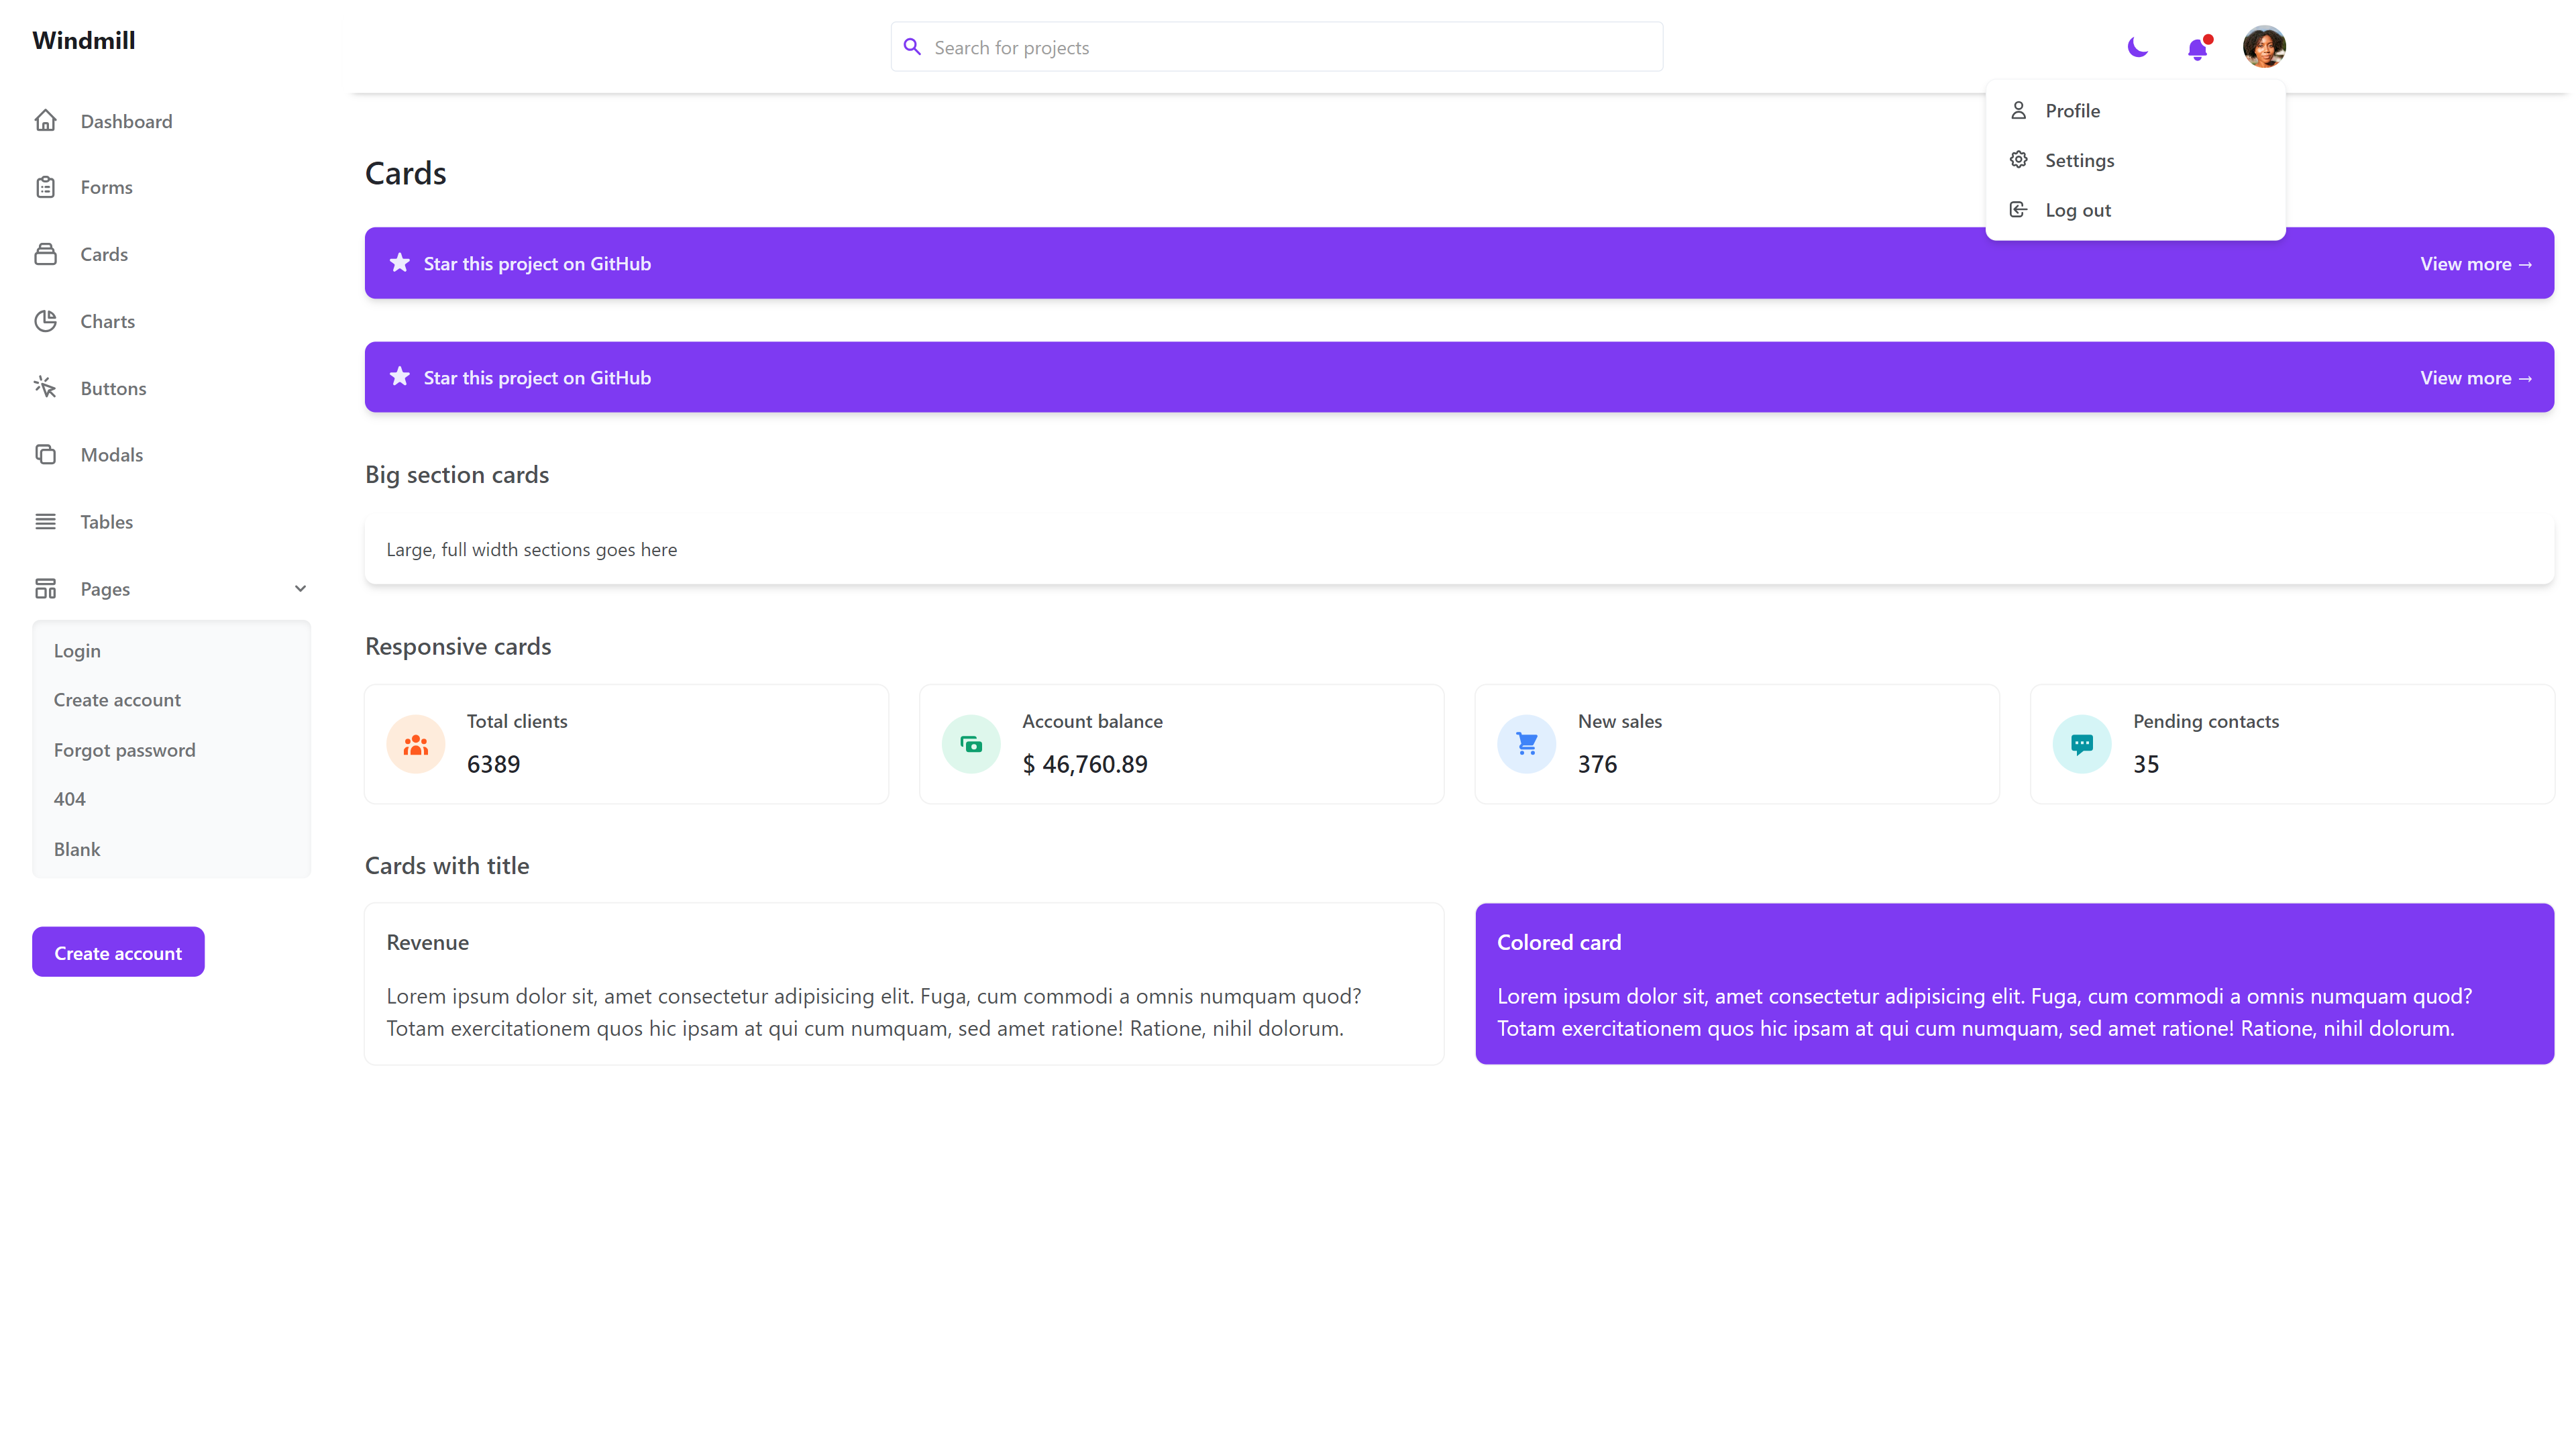 Windmill
Dashboard
Forms
Cards
Charts
Buttons
Modals
Tables
Pages
Login
Create account
Forgot password
404
Blank
Create account
Search for projects
Profile
Settings
Log out
Cards
Star this project on GitHub
View more →
Star this project on GitHub
View more →
Big section cards
Large, full width sections goes here
Responsive cards
Total clients
6389
Account balance
$ 46,760.89
New sales
376
Pending contacts
35
Cards with title
Revenue
Lorem ipsum dolor sit, amet consectetur adipisicing elit. Fuga, cum commodi a omnis numquam quod?
Totam exercitationem quos hic ipsam at qui cum numquam, sed amet ratione! Ratione, nihil dolorum.
Colored card
Lorem ipsum dolor sit, amet consectetur adipisicing elit. Fuga, cum commodi a omnis numquam quod?
Totam exercitationem quos hic ipsam at qui cum numquam, sed amet ratione! Ratione, nihil dolorum.